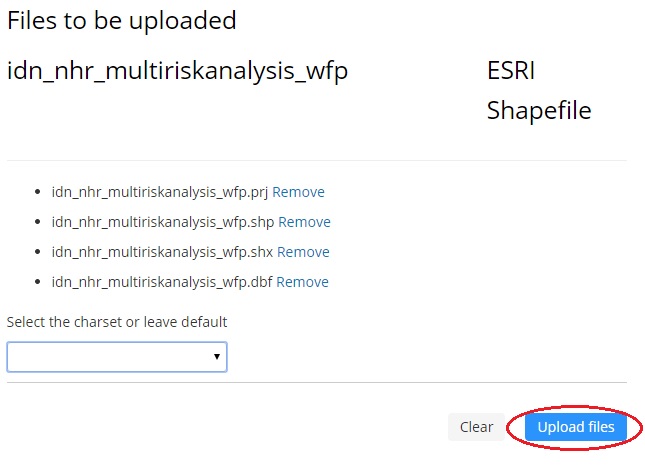 Files to be uploaded
idn_nhr_multiriskanalysis_wfp ESRI
Shapefile
idn_nhr_multiriskanalysis_wfp.prj Remove
idn_nhr_multiriskanalysis_wfp.shp Remove
idn_nhr_multiriskanalysis_wfp.shx Remove
idn_nhr_multiriskanalysis_wfp.dbf Remove
Select the charset or leave default
Clear Upload files